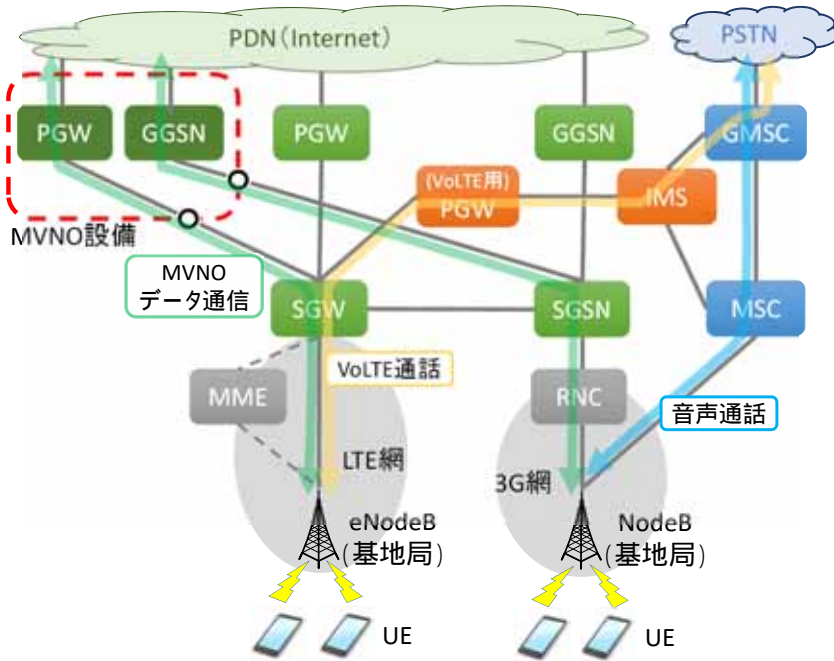 PDN(Internet)
PSTN
PGW
GGSN
PGW
GGSN
GMSC
(VoLTE用)
PGW
IMS
MVNO設備
MVNO
データ通信
SGW
SGSN
MSC
VoLTE通話
MME
RNC
音声通話
LTE網
3G網
eNodeB
(基地局)
NodeB
(基地局)
UE
UE